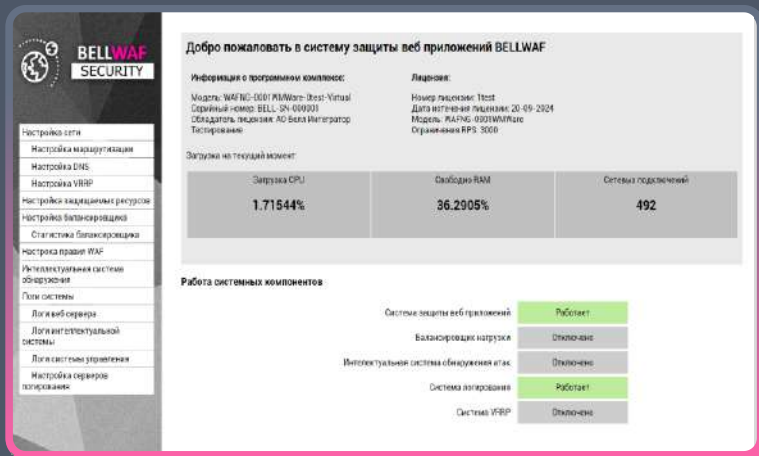 BELLWAF
SECURITY
Настройка сети
Настройка маршрутизации
Настройка DNS
Настройка VRRP
Настройка защищаемых ресурсов
Настройка балансировщика
Статистика балансировщика
Настрока правил WAF
Интеллектуальная система
обнаружения
Логи системы
Логи веб сервера
Логи интеллектуальной
системы
Логи системы управления
Настройка серверов
логирования
Добро пожаловать в систему защиты веб приложений BELLWAF
Информация о программном комплексе:
Модель: WAFNG-0001WMWare-0test-Virtual
Серийный номер: BELL-SN-000001
Обладатель лицензии: АО Белл Интегратор
Тестирование
Лицензия:
Номер лицензии: 1test
Дата истечения лицензии: 20-09-2024
Модель: WAFNG-0001WMWare
Ограничения RPS: 3000
Загрузка на текущий момент:
Загрузка CPU
Свободно RAM
Сетевых подключений
1.71544%
36.2905%
492
Работа системных компонентов
Система защиты веб приложений
Работает
Балансировщик нагрузки
Отключено
Интелектуальная система обнаружения атак
Отключено
Система логирования
Работает
Система VRRP
Отключено